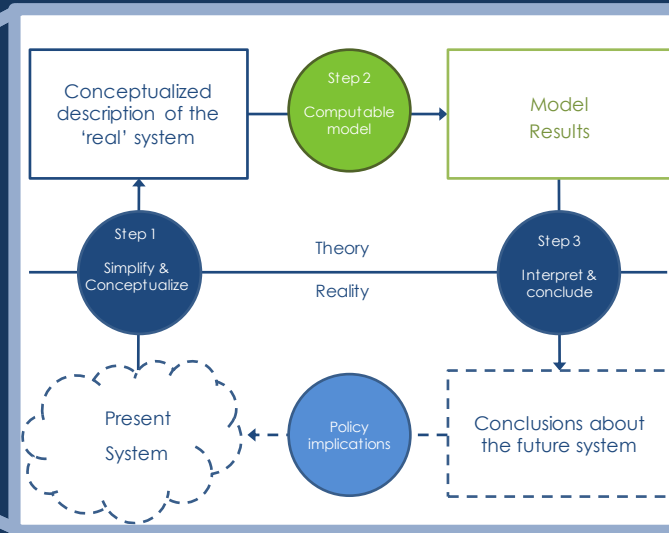 Conceptualized
description of the
‘real’ system
Step 2
Computable
model
Model
Results
Step 1
Simplify &
Conceptualize
Theory
Reality
Step 3
Interpret &
conclude
Present
System
Policy
implications
Conclusions about
the future system